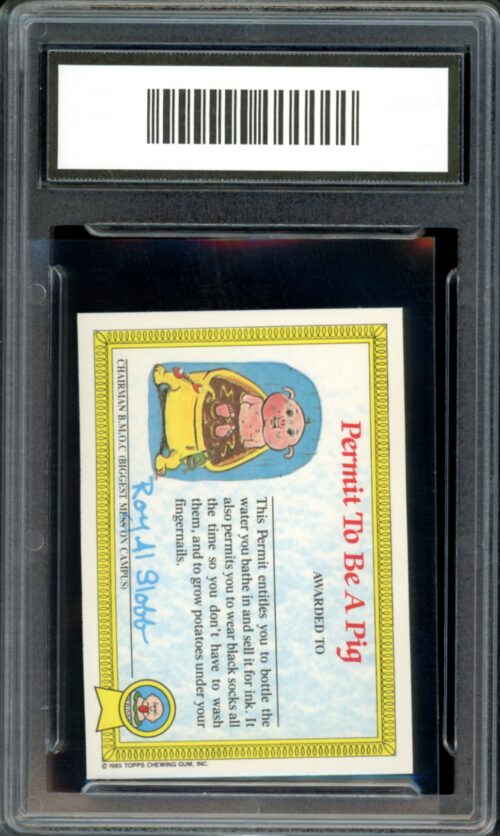 Permit To Be A Pig
AWARDED TO
This Permit entitles you to bottle the
water you bathe in and sell it for ink. It
also permits you to wear black socks all
the time so you don't have to wash
them, and to grow potatoes under your
fingernails.
Roy Al Slobb
CHAIRMAN B.M.O.C (BIGGEST MESS ON CAMPUS)
© 1985 TOPPS CHEWING GUM, INC.